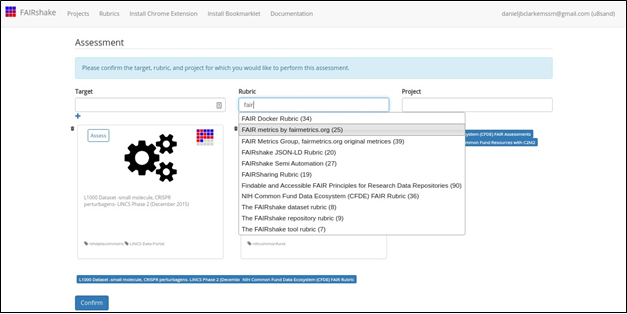 FAIRshake Projects Rubrics Install Chrome Extension Install Bookmarklet Documentation danieljbclarkemssm@gmail.com (u8sand)
Assessment
Please confirm the target, rubric, and project for which you would like to perform this assessment.
Target Rubric Project
fair
FAIR Docker Rubric (34)
FAIR metrics by fairmetrics.org (25)
FAIR Metrics Group, fairmetrics.org original metrices (39)
FAIRshake JSON-LD Rubric (20)
FAIRshake Semi Automation (27)
FAIRSharing Rubric (19)
Findable and Accessible FAIR Principles for Research Data Repositories (90)
NIH Common Fund Data Ecosystem (CFDE) FAIR Rubric (36)
The FAIRshake dataset rubric (8)
The FAIRshake repository rubric (9)
The FAIRshake tool rubric (7)
system (CFDE) FAIR Assessments
mmon Fund Resources with C2M2
Assess
L1000 Dataset -small molecule, CRISPR
perturbagens- LINCS Phase 2 (December 2015)
LINCS Data Portal
L1000 Dataset -small molecule, CRISPR perturbagens- LINCS Phase 2 (Decembe NIH Common Fund Data Ecosystem (CFDE) FAIR Rubric
Confirm